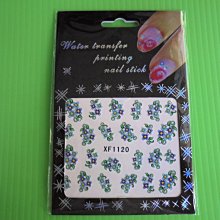 Water transfer
printing
nail stick
XF1120